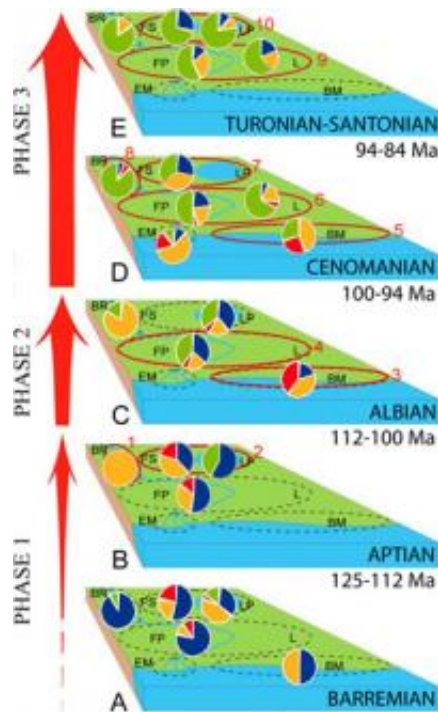 PHASE 3
BR
FS
LP
10
FP
L
9
EM
BM
E
TURONIAN-SANTONIAN
94-84 Ma
8
BR
FS
LP
7
FP
L
6
EM
BM
5
D
CENOMANIAN
100-94 Ma
PHASE 2
BR
FS
LP
FP
L
4
EM
BM
3
C
ALBIAN
112-100 Ma
PHASE 1
1
BR
FS
LP
2
FP
L
EM
BM
B
APTIAN
125-112 Ma
BR
FS
LP
FP
L
EM
BM
A
BARREMIAN